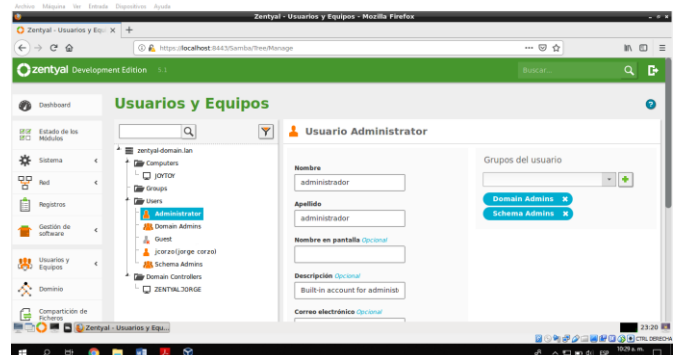 Archivo Máquina Ver Entrada Dispositivos Ayuda
Zentyal - Usuarios y Equipos - Mozilla Firefox
Zentyal - Usuarios y Equi
https://localhost:8443/Samba/Tree/Manage
zentyal Development Edition 5.1
Buscar...
Dashboard
Usuarios y Equipos
Estado de los
Módulos
Usuario Administrator
zentyal-domain.lan
Sistema
Computers
Nombre
Grupos del usuario
JOYTOY
administrador
Red
Groups
Users
Apellido
Domain Admins
Registros
Administrator
administrador
Schema Admins
Domain Admins
Gestión de
software
Guest
Nombre en pantalla Opcional
jcorzo(jorge corzo)
Usuarios y
Equipos
Schema Admins
Domain Controllers
Descripción Opcional
Dominio
ZENTYAL-JORGE
Built-in account for administ
Compartición de
Ficheros
Correo electrónico Opcional
Zentyal - Usuarios y Equ...
23:20
CTRL DERECHA
ESP
10:29 p. m.